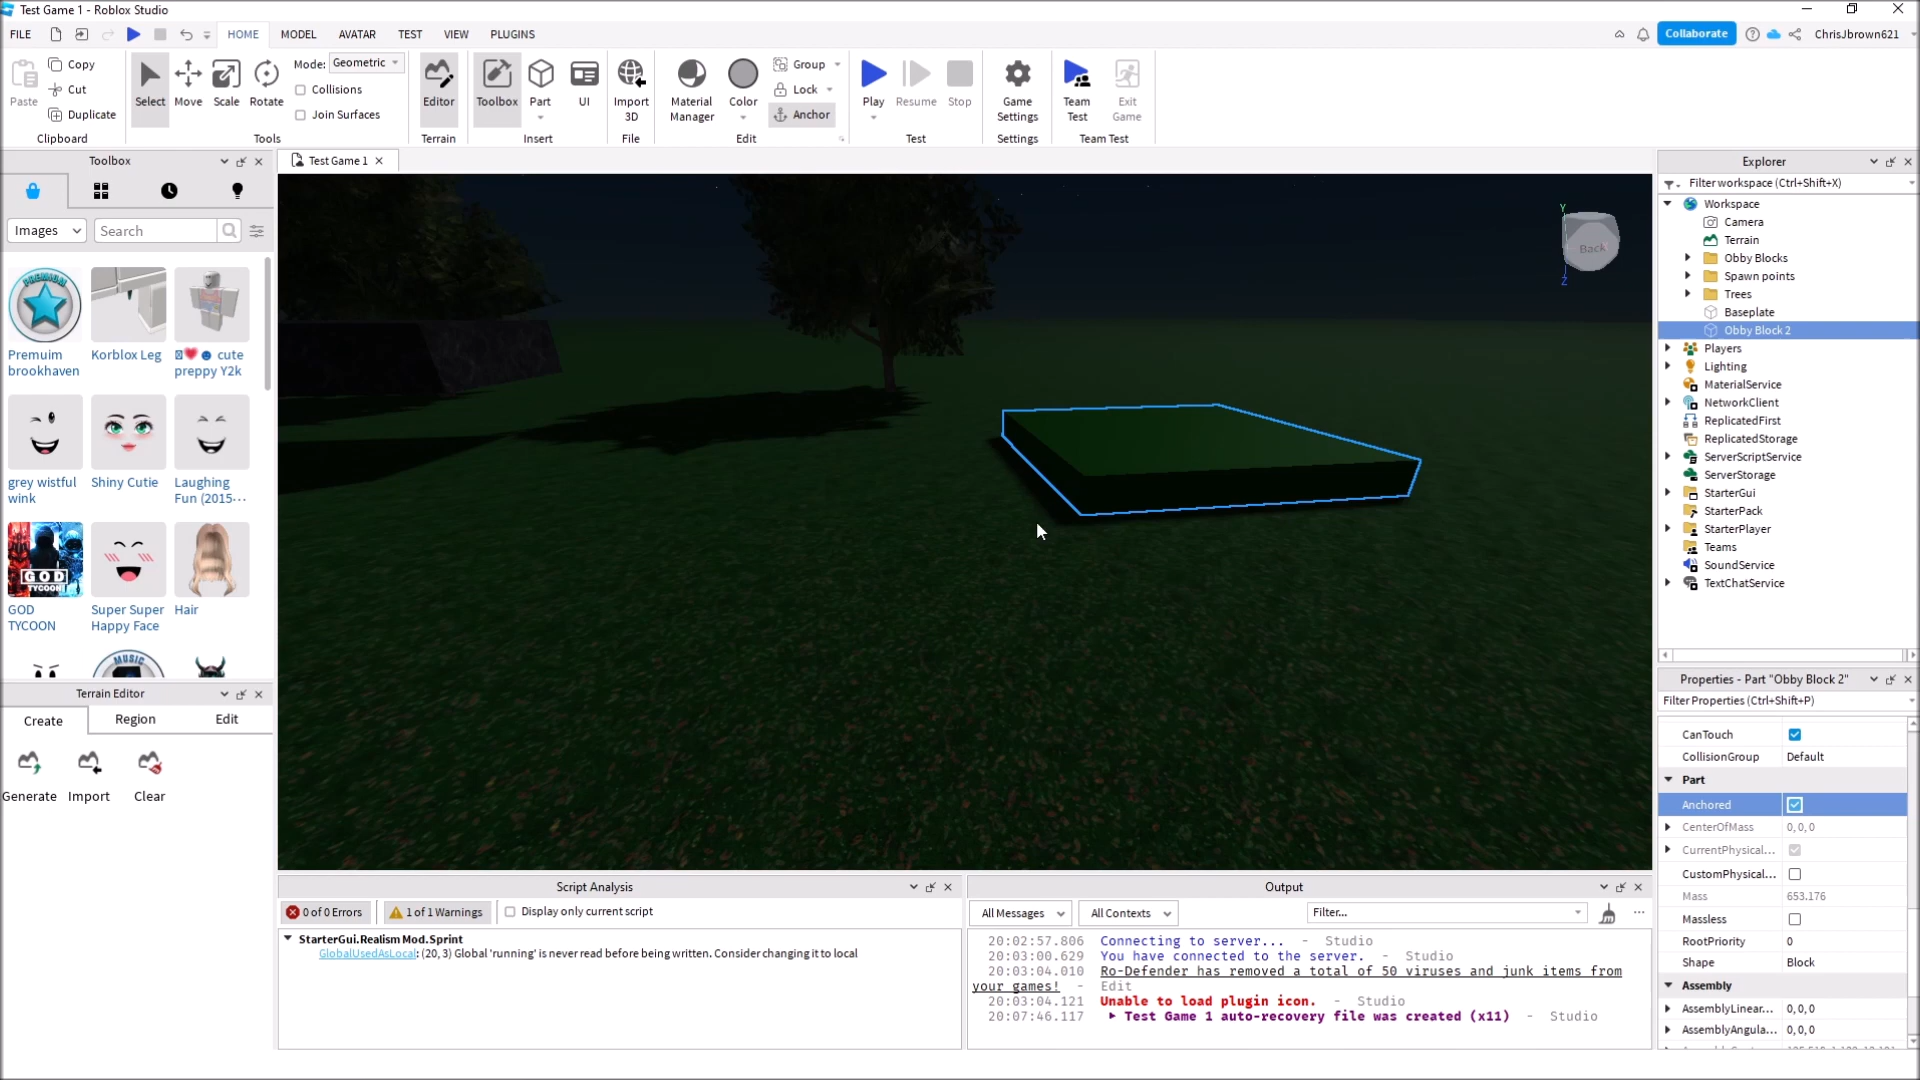 Test Game 1 - Roblox Studio
FILE
HOME
MODEL
AVATAR
TEST
VIEW
PLUGINS
Collaborate
ChrisJbrown621
Paste
Copy
Cut
Duplicate
Clipboard
Select
Move
Scale
Rotate
Mode: Geometric
Collisions
Join Surfaces
Tools
Editor
Terrain
Toolbox
Part
UI
Insert
Import
3D
File
Material
Manager
Color
Group
Lock
Anchor
Edit
Play
Resume
Stop
Test
Game
Settings
Settings
Team
Test
Exit
Game
Team Test
Toolbox
Images
Search
Premuim
brookhaven
Korblox Leg
cute
preppy Y2k
grey wistful
wink
Shiny Cutie
Laughing
Fun (2015-…
GOD
TYCOON
GOD
TYCOON
Super Super
Happy Face
Hair
PREMIUM
MUSIC
Terrain Editor
Create
Region
Edit
Generate
Import
Clear
Test Game 1
Y
Back
Z
Script Analysis
0 of 0 Errors
1 of 1 Warnings
Display only current script
StarterGui.Realism Mod.Sprint
GlobalUsedAsLocal: (20, 3) Global 'running' is never read before being written. Consider changing it to local
Output
All Messages
All Contexts
Filter...
20:02:57.806 Connecting to server... - Studio
20:03:00.629 You have connected to the server. - Studio
20:03:04.010 Ro-Defender has removed a total of 50 viruses and junk items from
your games! - Edit
20:03:04.121 Unable to load plugin icon. - Studio
20:07:46.117 Test Game 1 auto-recovery file was created (x11) - Studio
Explorer
Filter workspace (Ctrl+Shift+X)
Workspace
Camera
Terrain
Obby Blocks
Spawn points
Trees
Baseplate
Obby Block 2
Players
Lighting
MaterialService
NetworkClient
ReplicatedFirst
ReplicatedStorage
ServerScriptService
ServerStorage
StarterGui
StarterPack
StarterPlayer
Teams
SoundService
TextChatService
Properties - Part "Obby Block 2"
Filter Properties (Ctrl+Shift+P)
CanTouch
CollisionGroup Default
Part
Anchored
CenterOfMass 0, 0, 0
CurrentPhysical...
CustomPhysical...
Mass 653.176
Massless
RootPriority 0
Shape Block
Assembly
AssemblyLinear... 0, 0, 0
AssemblyAngula... 0, 0, 0